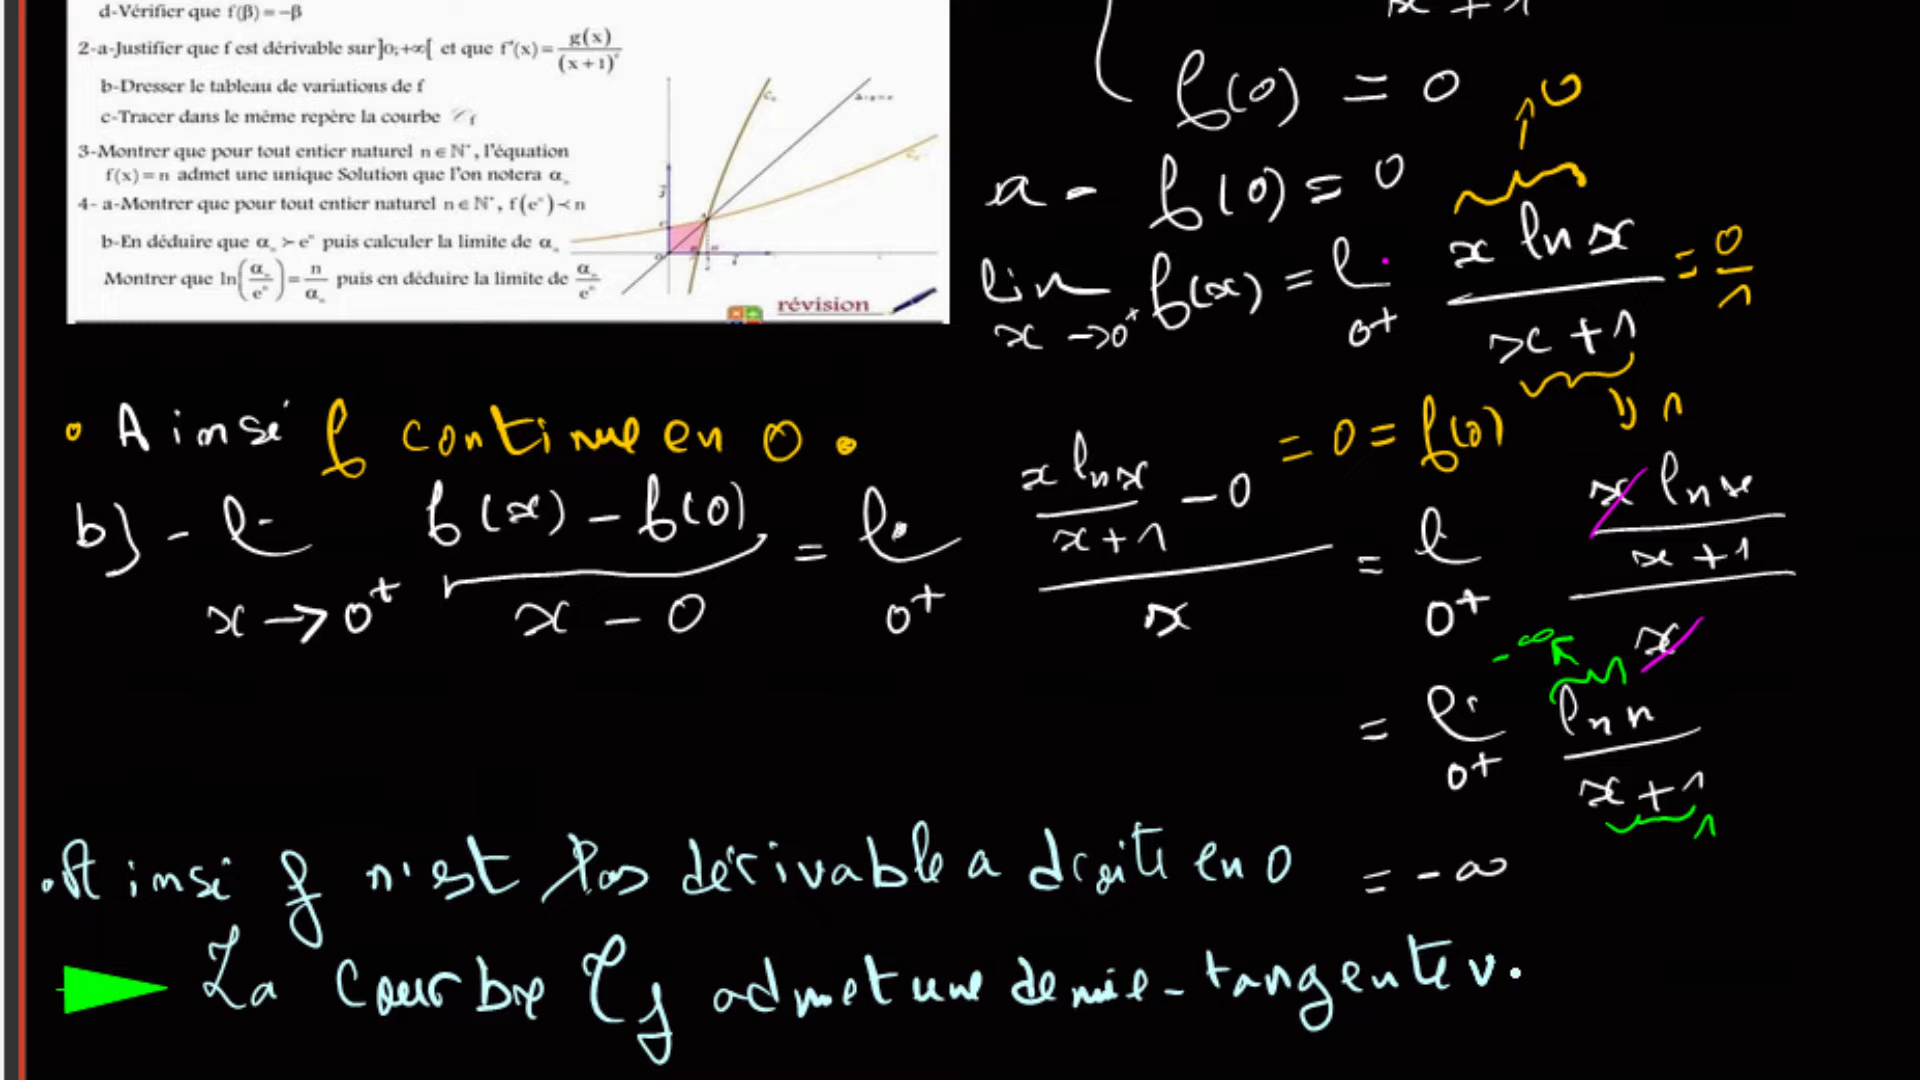 d-Vérifier que f(β)=-β
2-a-Justifier que f est dérivable sur ]0;+∞[ et que f'(x)= g(x)/(x+1)²
b-Dresser le tableau de variations de f
c-Tracer dans le même repère la courbe 𝒞f
3-Montrer que pour tout entier naturel n∈ℕ*, l'équation
f(x)=n admet une unique Solution que l'on notera αₙ
4- a-Montrer que pour tout entier naturel n∈ℕ*, f(eⁿ)≺n
b-En déduire que αₙ ≻eⁿ puis calculer la limite de αₙ
Montrer que ln(αₙ/eⁿ)= n/αₙ puis en déduire la limite de αₙ/eⁿ
révision
x+1
f(0) = 0
0
a - f(0) = 0
lim x→0⁺ f(x) = l 0⁺ x ln x / x+1 = 0/1
1
= 0 = f(0)
• Ainsi f continue en 0 .
b) - l x→0⁺ f(x) - f(0) / x - 0 = l 0⁺ (x ln x / x+1 - 0) / x = l 0⁺ (x ln x / x+1) / x
-∞
= l 0⁺ ln x / x+1
1
= -∞
. Ainsi f n'est pas dérivable a droite en 0
La Courbe Cf admet une demie-tangente v.